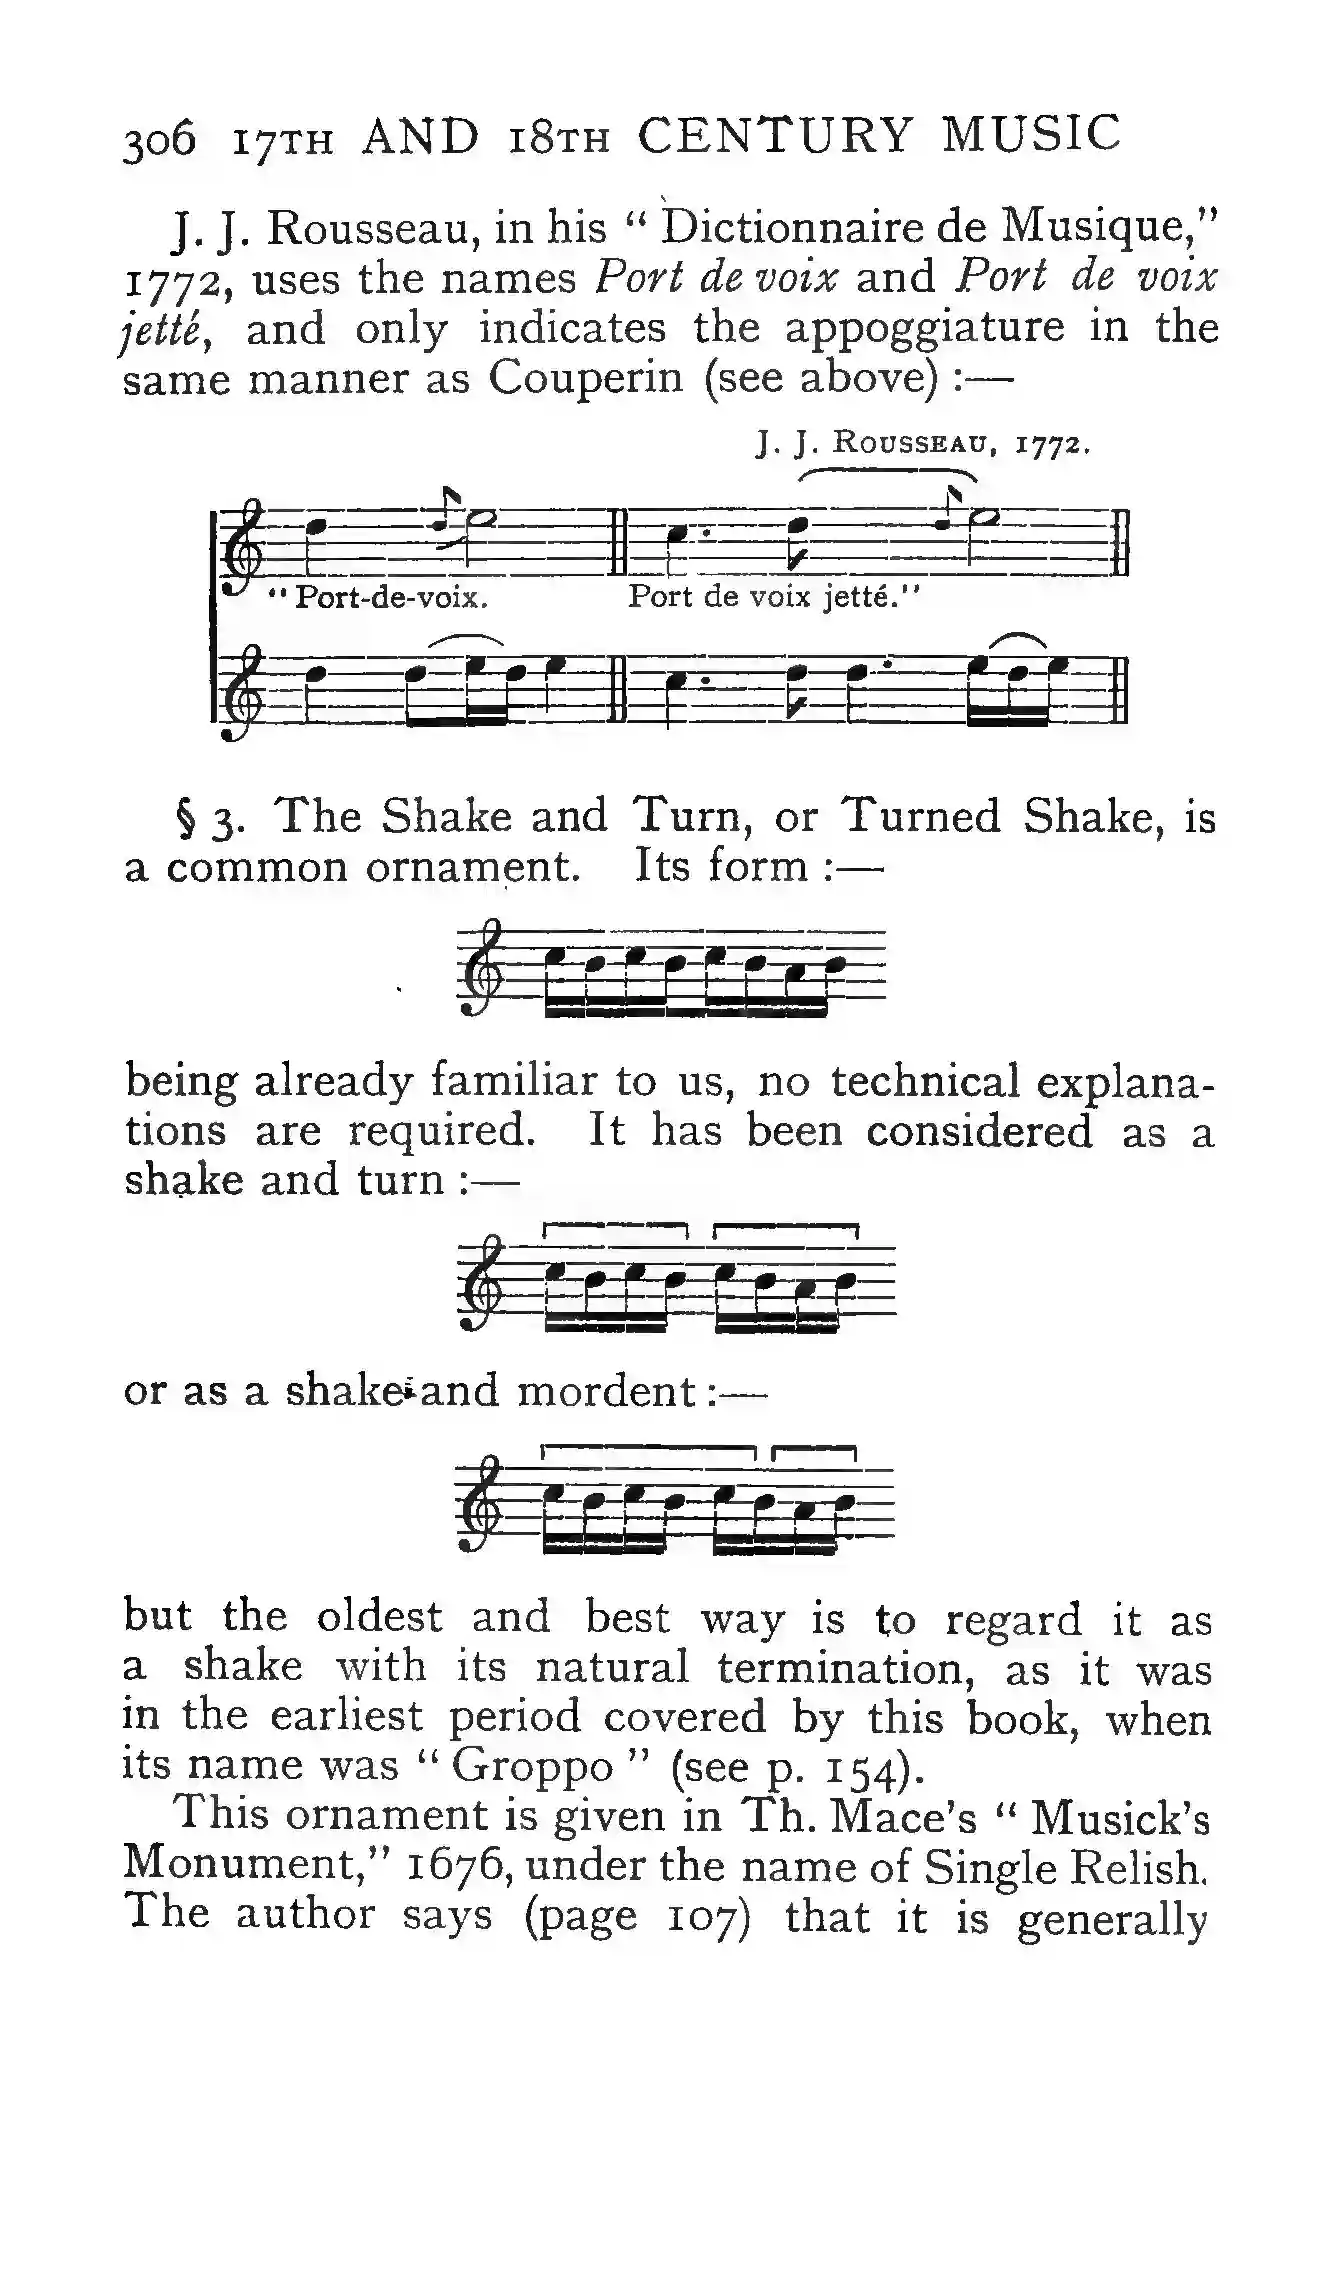 306 17TH AND 18TH CENTURY MUSIC
J. J. Rousseau, in his “ Dictionnaire de Musique,”
1772, uses the names Port de voix and Port de voix
jetté, and only indicates the appoggiature in the
same manner as Couperin (see above) :—
J. J. ROUSSEAU, 1772.
“ Port-de-voix. Port de voix jetté.”
§ 3. The Shake and Turn, or Turned Shake, is
a common ornament. Its form :—
being already familiar to us, no technical explana-
tions are required. It has been considered as a
shake and turn :—
or as a shake and mordent :—
but the oldest and best way is to regard it as
a shake with its natural termination, as it was
in the earliest period covered by this book, when
its name was “ Groppo ” (see p. 154).
This ornament is given in Th. Mace’s “ Musick’s
Monument,” 1676, under the name of Single Relish.
The author says (page 107) that it is generally